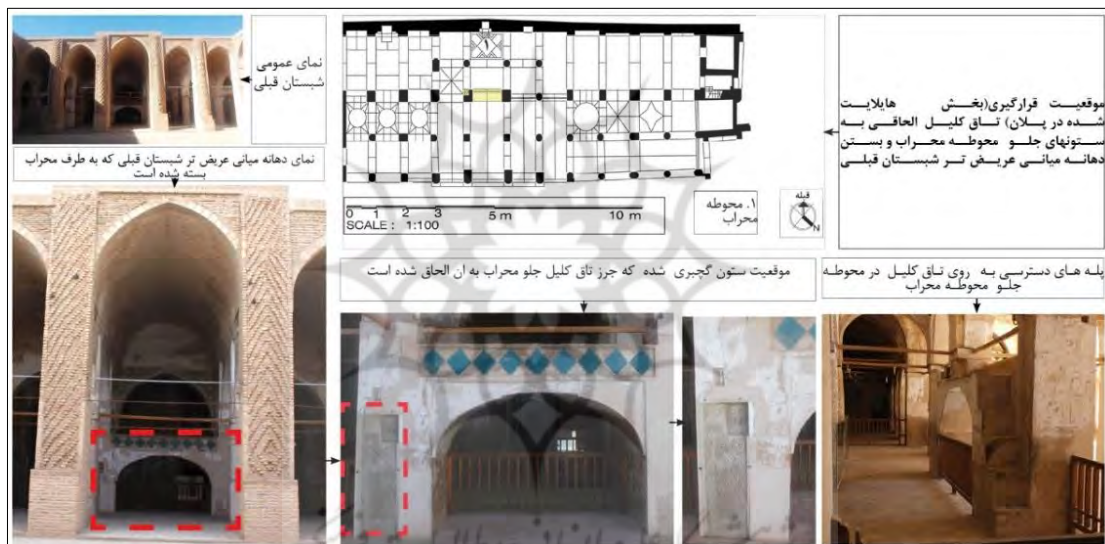 نمای عمومی
شبستان قبلی
موقعیت قرارگیری(بخش هایلایت
شده در پلان) تاق کلیل الحاقی به
ستونهای جلو محوطه محراب و بستن
دهانه میانی عریض تر شبستان قبلی
نمای دهانه میانی عریض تر شبستان قبلی که به طرف محراب
بسته شده است
۱
0 1 2 3 5 m 10 m
SCALE : 1:100
۱. محوطه
محراب
قبله
N
موقعیت ستون گچبری شده که جرز تاق کلیل جلو محراب به ان الحاق شده است
پله های دسترسی به روی تاق کلیل در محوطه
جلو محوطه محراب